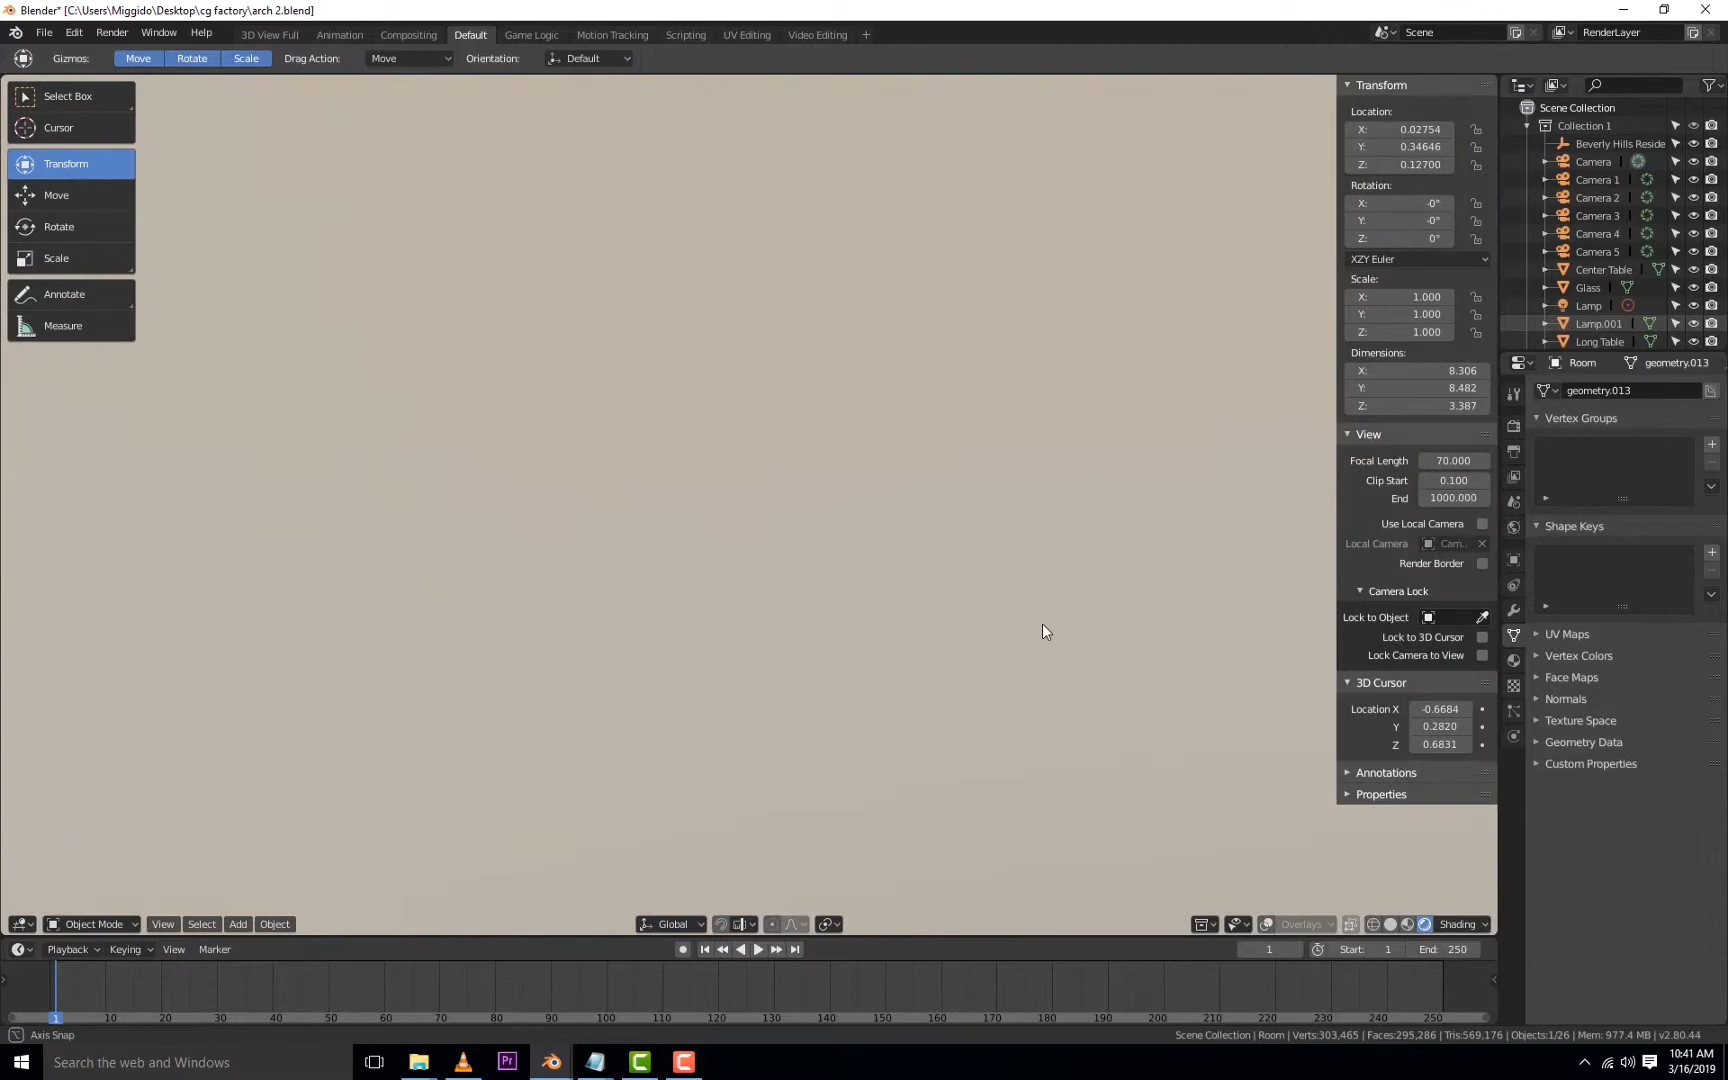 Blender* [C:\Users\Miggido\Desktop\cg factory\arch 2.blend]
File Edit Render Window Help 3D View Full Animation Compositing Default Game Logic Motion Tracking Scripting UV Editing Video Editing + Scene RenderLayer
Gizmos: Move Rotate Scale Drag Action: Move Orientation: Default
Select Box
Cursor
Transform
Move
Rotate
Scale
Annotate
Measure
Transform
Location:
X: 0.02754
Y: 0.34646
Z: 0.12700
Rotation:
X: -0°
Y: -0°
Z: 0°
XZY Euler
Scale:
X: 1.000
Y: 1.000
Z: 1.000
Dimensions:
X: 8.306
Y: 8.482
Z: 3.387
View
Focal Length 70.000
Clip Start 0.100
End 1000.000
Use Local Camera
Local Camera Cam..
Render Border
Camera Lock
Lock to Object
Lock to 3D Cursor
Lock Camera to View
3D Cursor
Location X -0.6684
Y 0.2820
Z 0.6831
Annotations
Properties
Scene Collection
Collection 1
Beverly Hills Reside
Camera
Camera 1
Camera 2
Camera 3
Camera 4
Camera 5
Center Table
Glass
Lamp
Lamp.001
Long Table
Room geometry.013
geometry.013
Vertex Groups
Shape Keys
UV Maps
Vertex Colors
Face Maps
Normals
Texture Space
Geometry Data
Custom Properties
Object Mode View Select Add Object Global Overlays Shading
Playback Keying View Marker 1 Start: 1 End: 250
1 10 20 30 40 50 60 70 80 90 100 110 120 130 140 150 160 170 180 190 200 210 220 230 240 250
Axis Snap Scene Collection | Room | Verts:303,465 | Faces:295,286 | Tris:569,176 | Objects:1/26 | Mem: 977.4 MB | v2.80.44
Search the web and Windows
Pr
10:41 AM
3/16/2019